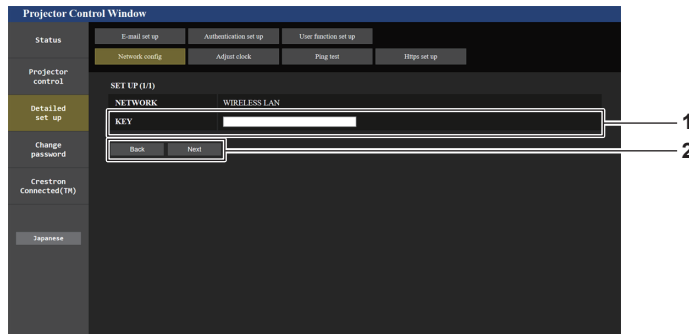 Projector Control Window
Status
Projector
control
Detailed
set up
Change
password
Crestron
Connected(TM)
Japanese
E-mail set up
Authentication set up
User function set up
Network config
Adjust clock
Ping test
Https set up
SET UP (1/1)
NETWORK WIRELESS LAN
KEY
1
Back Next
2